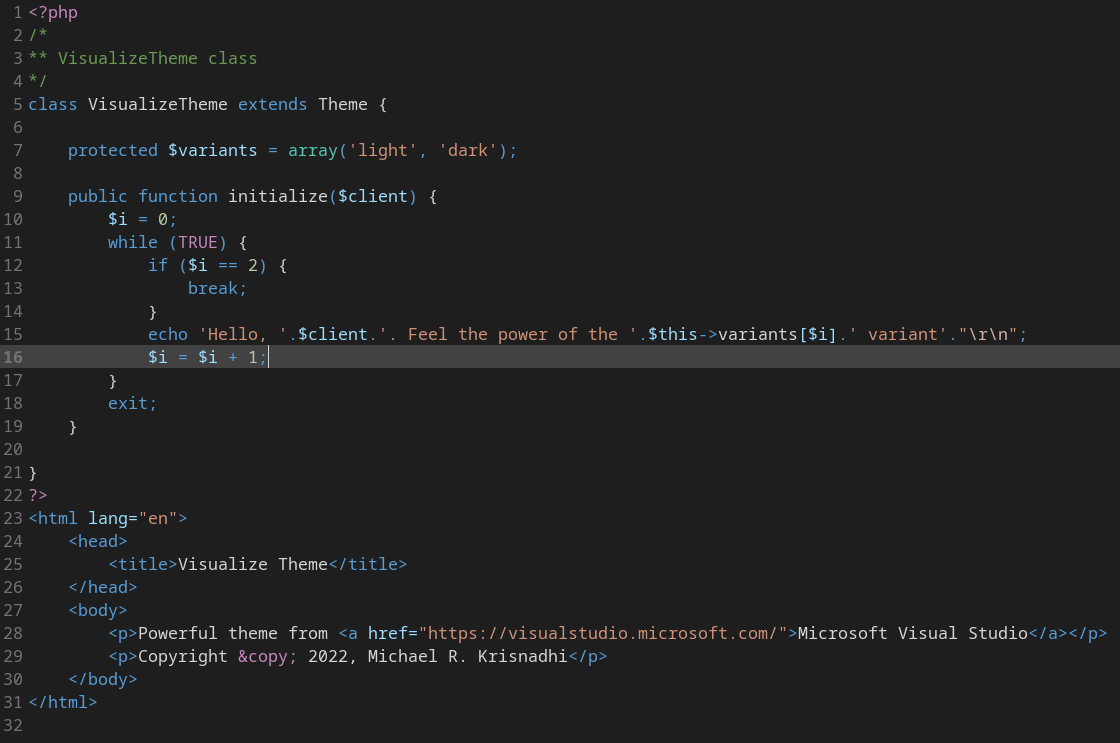 1 <?php
2 /*
3 ** VisualizeTheme class
4 */
5 class VisualizeTheme extends Theme {
6
7     protected $variants = array('light', 'dark');
8
9     public function initialize($client) {
10         $i = 0;
11         while (TRUE) {
12             if ($i == 2) {
13                 break;
14             }
15             echo 'Hello, '.$client.'. Feel the power of the '.$this->variants[$i].' variant'."\r\n";
16             $i = $i + 1;
17         }
18         exit;
19     }
20
21 }
22 ?>
23 <html lang="en">
24     <head>
25         <title>Visualize Theme</title>
26     </head>
27     <body>
28         <p>Powerful theme from <a href="https://visualstudio.microsoft.com/">Microsoft Visual Studio</a></p>
29         <p>Copyright &copy; 2022, Michael R. Krisnadhi</p>
30     </body>
31 </html>
32